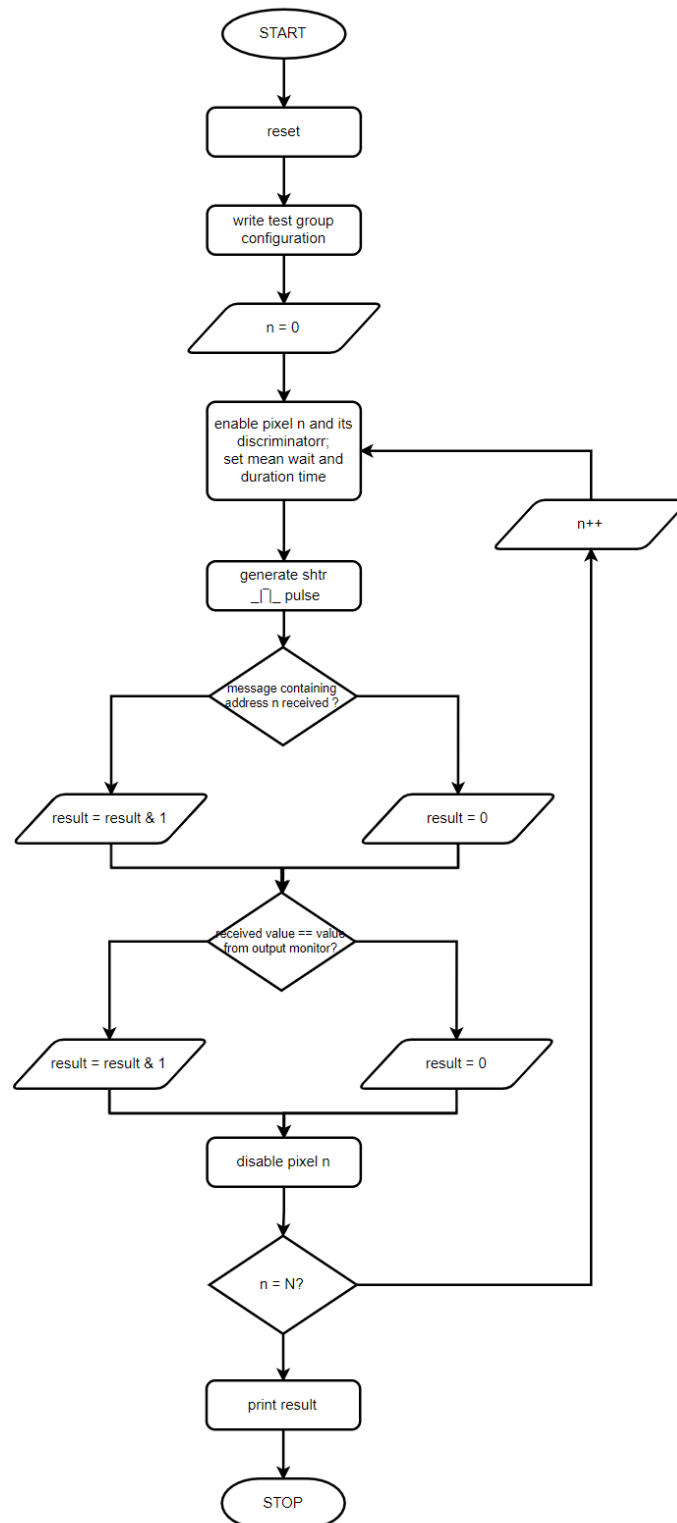 START
reset
write test group
configuration
n = 0
enable pixel n and its
discriminatorr;
set mean wait and
duration time
n++
generate shtr
_|‾|_ pulse
message containing
address n received ?
result = result & 1
result = 0
received value == value
from output monitor?
result = result & 1
result = 0
disable pixel n
n = N?
print result
STOP